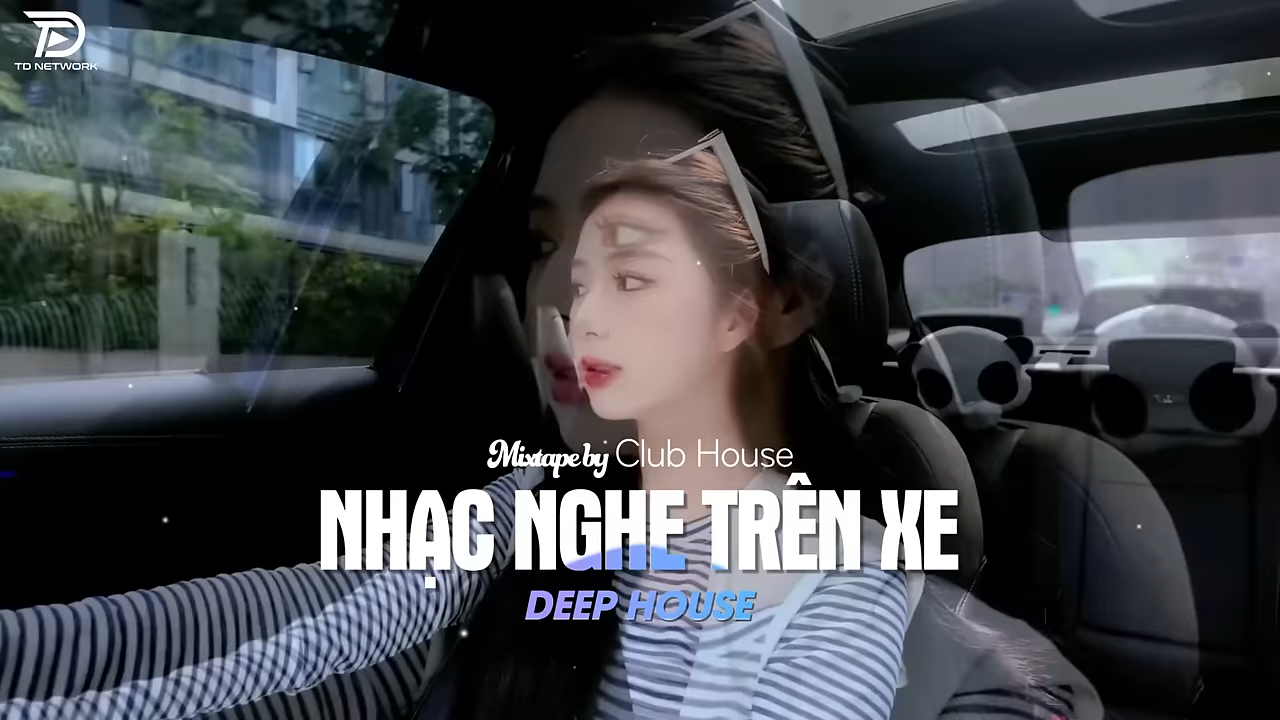 TD NETWORK
Mixtape by Club House
NHẠC NGHE TRÊN XE
DEEP HOUSE